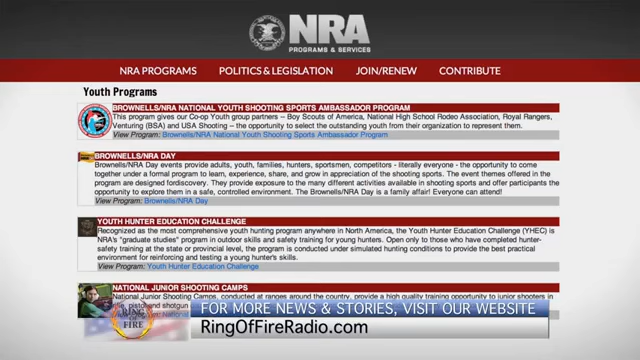 NRA
PROGRAMS & SERVICES
NRA PROGRAMS POLITICS & LEGISLATION JOIN/RENEW CONTRIBUTE
Youth Programs
BROWNELLS/NRA NATIONAL YOUTH SHOOTING SPORTS AMBASSADOR PROGRAM
This program gives our Co-op Youth group partners -- Boy Scouts of America, National High School Rodeo Association, Royal Rangers,
Venturing (BSA) and USA Shooting -- the opportunity to select the outstanding youth from their organization to represent them.
View Program: Brownells/NRA National Youth Shooting Sports Ambassador Program
BROWNELLS/NRA DAY
Brownells/NRA Day events provide adults, youth, families, hunters, sportsmen, competitors - literally everyone - the opportunity to come
together under a formal program to learn, experience, share, and grow in appreciation of the shooting sports. The event themes offered in the
program are designed fordiscovery. They provide exposure to the many different activities available in shooting sports and offer participants the
opportunity to explore them in a safe, controlled environment. The Brownells/NRA Day is a family affair! Everyone can attend!
View Program: Brownells/NRA Day
YOUTH HUNTER EDUCATION CHALLENGE
Recognized as the most comprehensive youth hunting program anywhere in North America, the Youth Hunter Education Challenge (YHEC) is
NRA's "graduate studies" program in outdoor skills and safety training for young hunters. Open only to those who have completed hunter-
safety training at the state or provincial level, the program is conducted under simulated hunting conditions to provide the best practical
environment for reinforcing and testing a young hunter's skills.
View Program: Youth Hunter Education Challenge
NATIONAL JUNIOR SHOOTING CAMPS
National Junior Shooting Camps, conducted at ranges around the country, provide a high quality training opportunity to junior shooters in
pistol and shotgun
RING OF FIRE
FOR MORE NEWS & STORIES, VISIT OUR WEBSITE
RingOfFireRadio.com